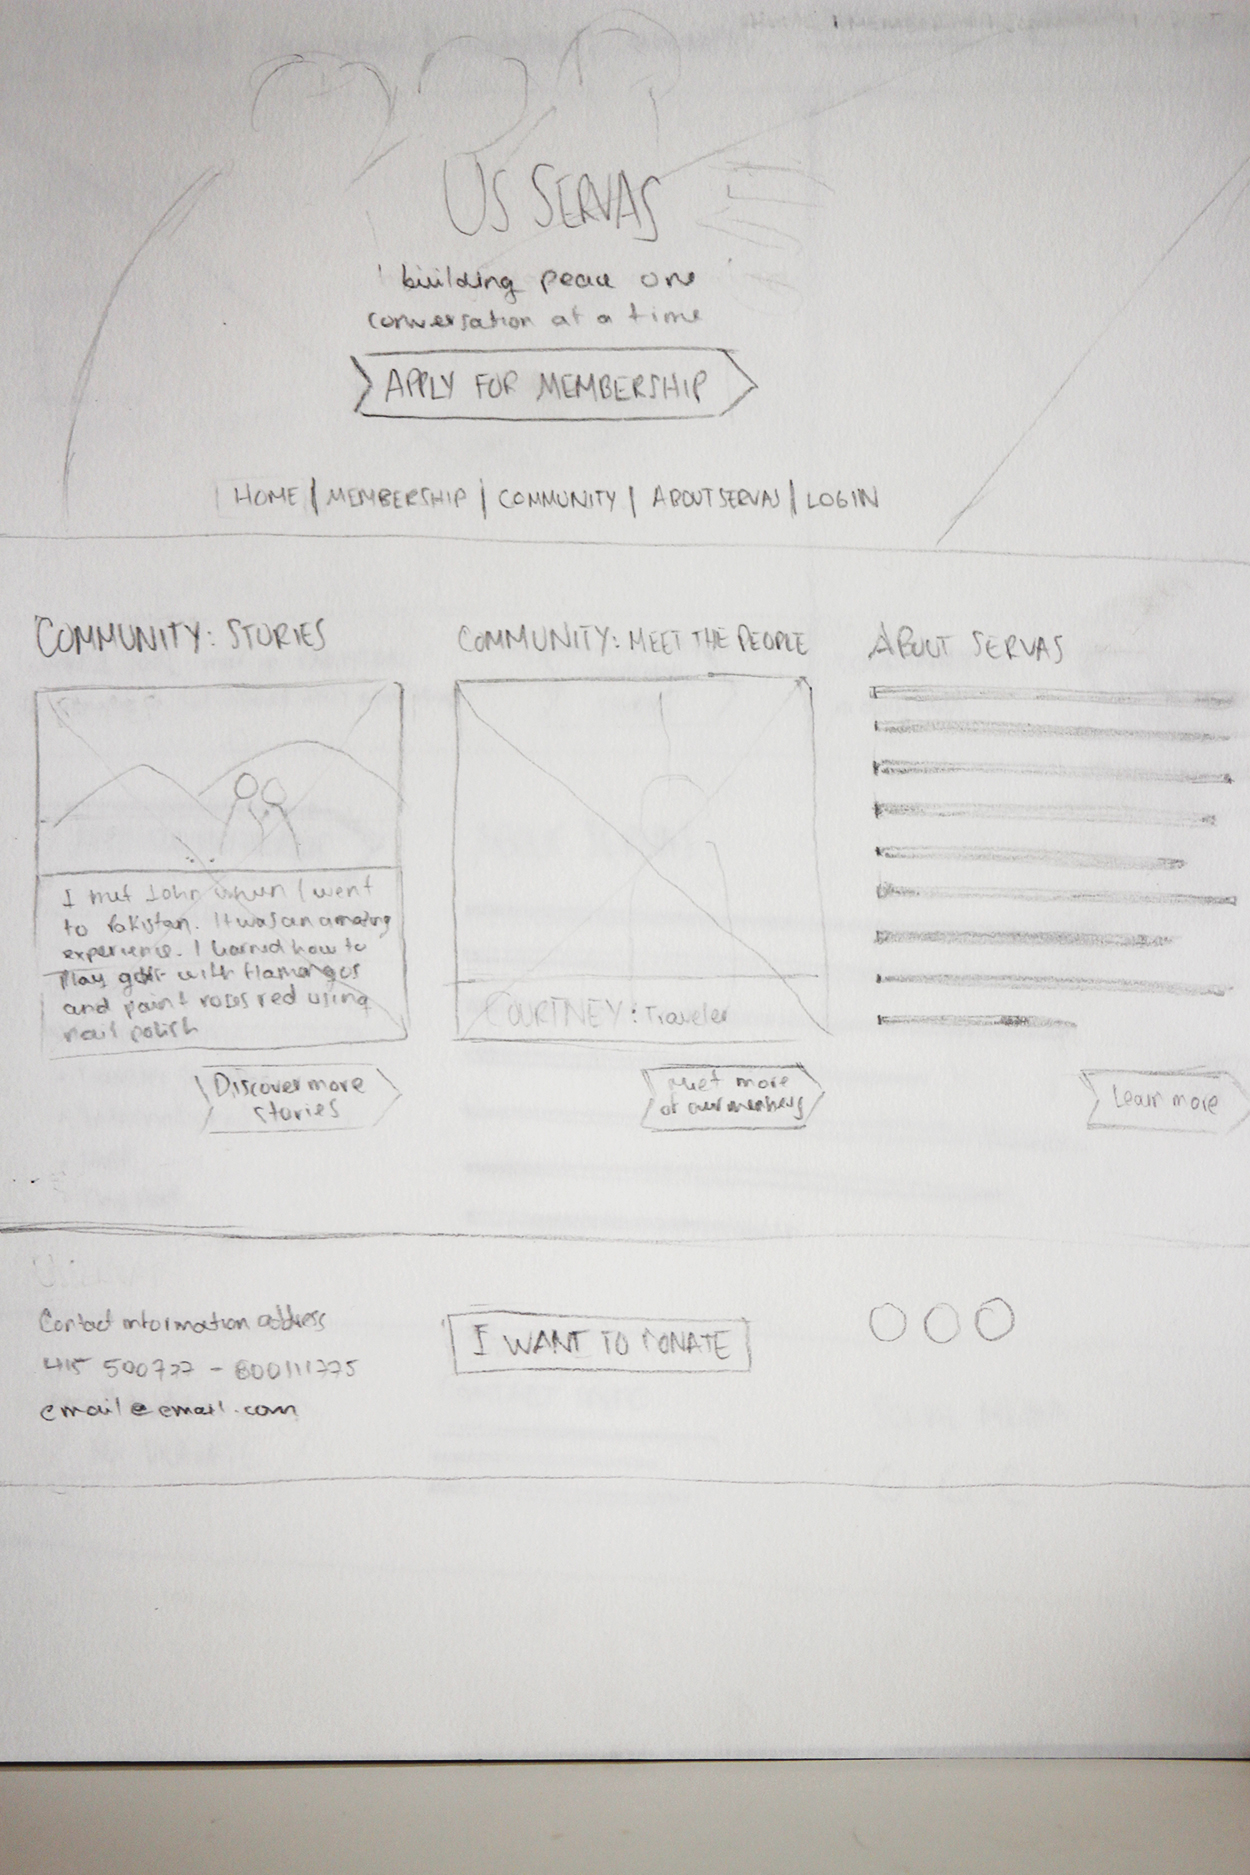 US SERVAS
building peace one
conversation at a time
APPLY FOR MEMBERSHIP
HOME | MEMBERSHIP | COMMUNITY | ABOUT SERVAS | LOGIN
COMMUNITY: STORIES
COMMUNITY: MEET THE PEOPLE
ABOUT SERVAS
I met John when I went
to Pakistan. It was an amazing
experience. I learned how to
Play golf with flamengos
and paint roses red using
nail polish
COURTNEY: Traveler
Discover more
stories
Meet more
of our members
Learn more
Contact information address
415 500727 - 800111775
email@email.com
I WANT TO DONATE